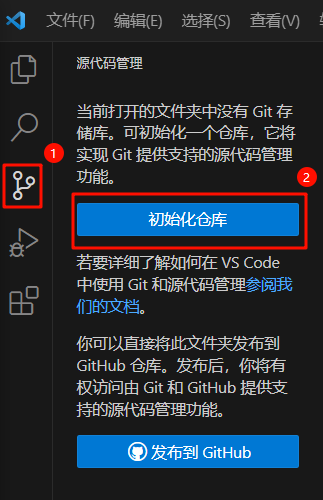 文件(F) 编辑(E) 选择(S) 查看(V)
源代码管理
当前打开的文件夹中没有 Git 存
储库。可初始化一个仓库，它将
实现 Git 提供支持的源代码管理
功能。
1
2
初始化仓库
若要详细了解如何在 VS Code
中使用 Git 和源代码管理参阅我
们的文档。
你可以直接将此文件夹发布到
GitHub 仓库。发布后，你将有
权访问由 Git 和 GitHub 提供支
持的源代码管理功能。
发布到 GitHub